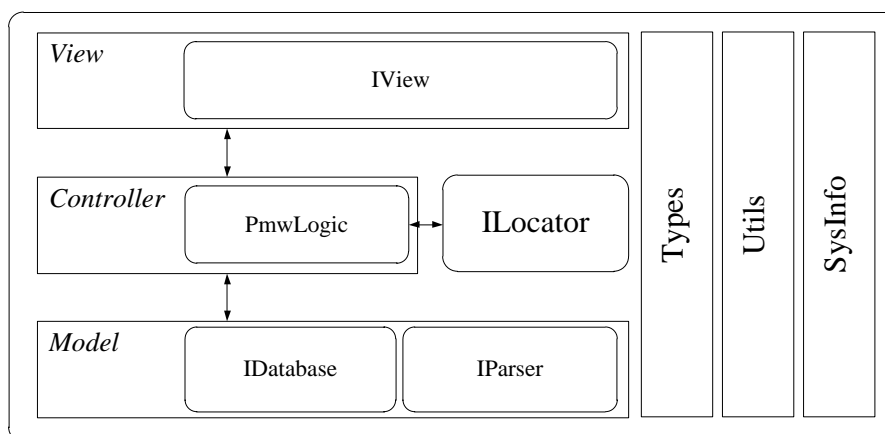 View
IView
Controller
PmwLogic
ILocator
Model
IDatabase
IParser
Types
Utils
SysInfo